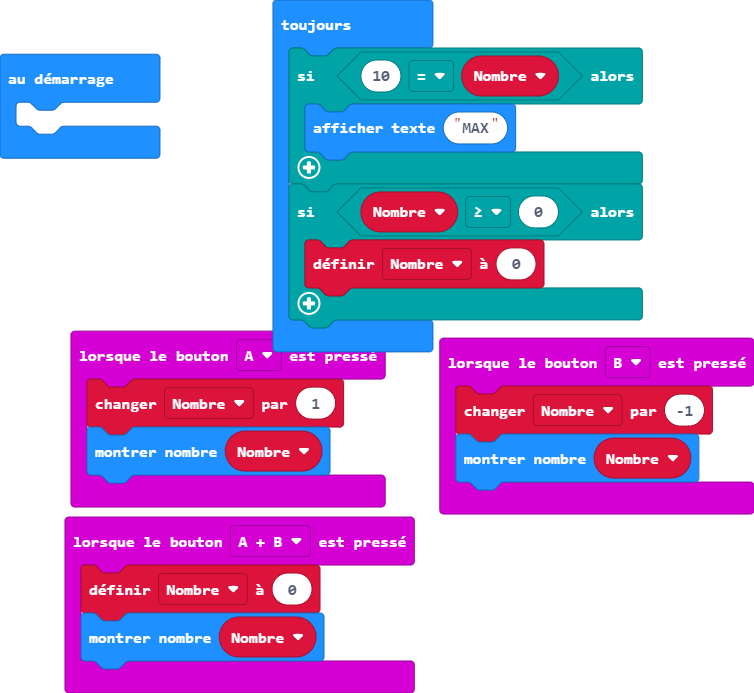 au démarrage
toujours
si 10 = Nombre alors
afficher texte "MAX"
si Nombre ≥ 0 alors
définir Nombre à 0
lorsque le bouton A est pressé
changer Nombre par 1
montrer nombre Nombre
lorsque le bouton B est pressé
changer Nombre par -1
montrer nombre Nombre
lorsque le bouton A + B est pressé
définir Nombre à 0
montrer nombre Nombre